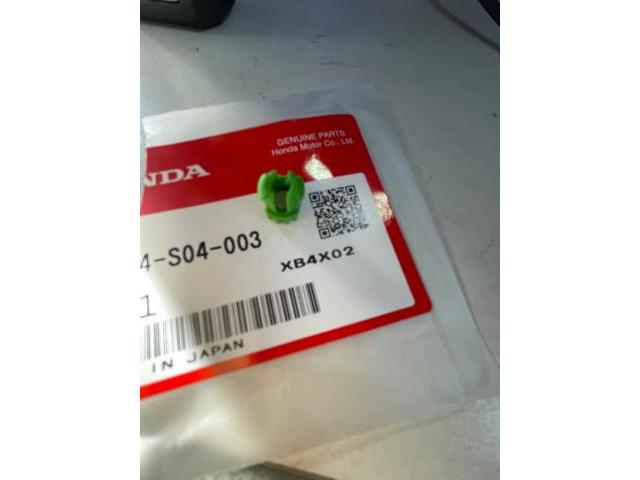 GENUINE PARTS
Honda Motor Co., Ltd.
NDA
4-S04-003
XB4X02
1
IN JAPAN